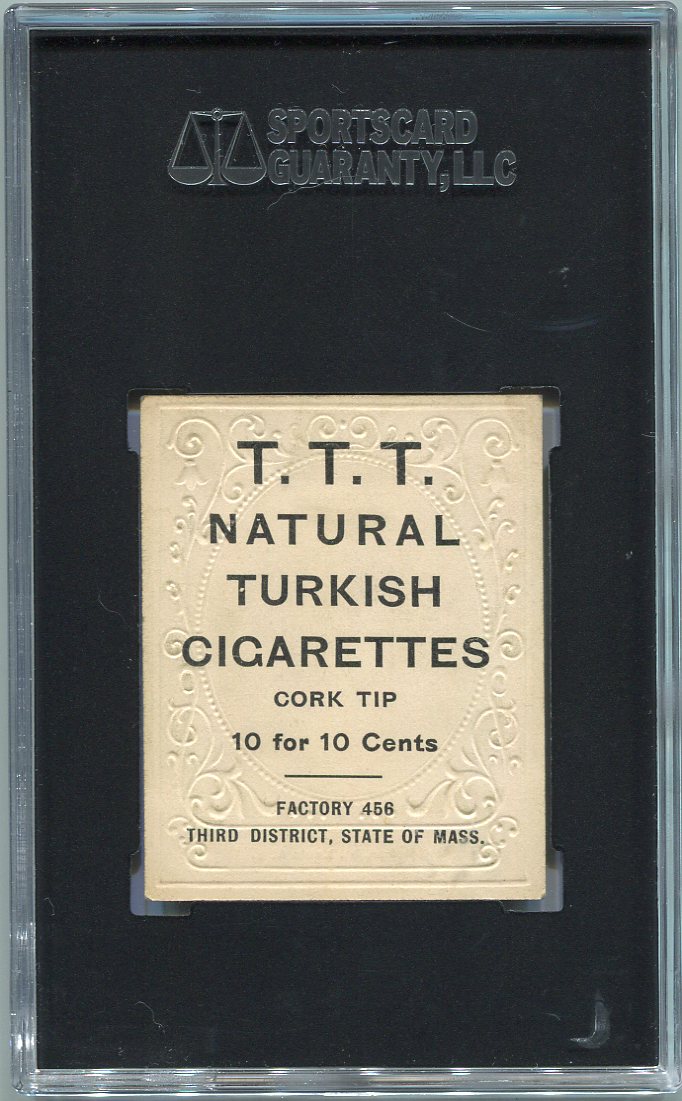 SPORTSCARD
GUARANTY, LLC
T. T. T.
NATURAL
TURKISH
CIGARETTES
CORK TIP
10 for 10 Cents
FACTORY 456
THIRD DISTRICT, STATE OF MASS.